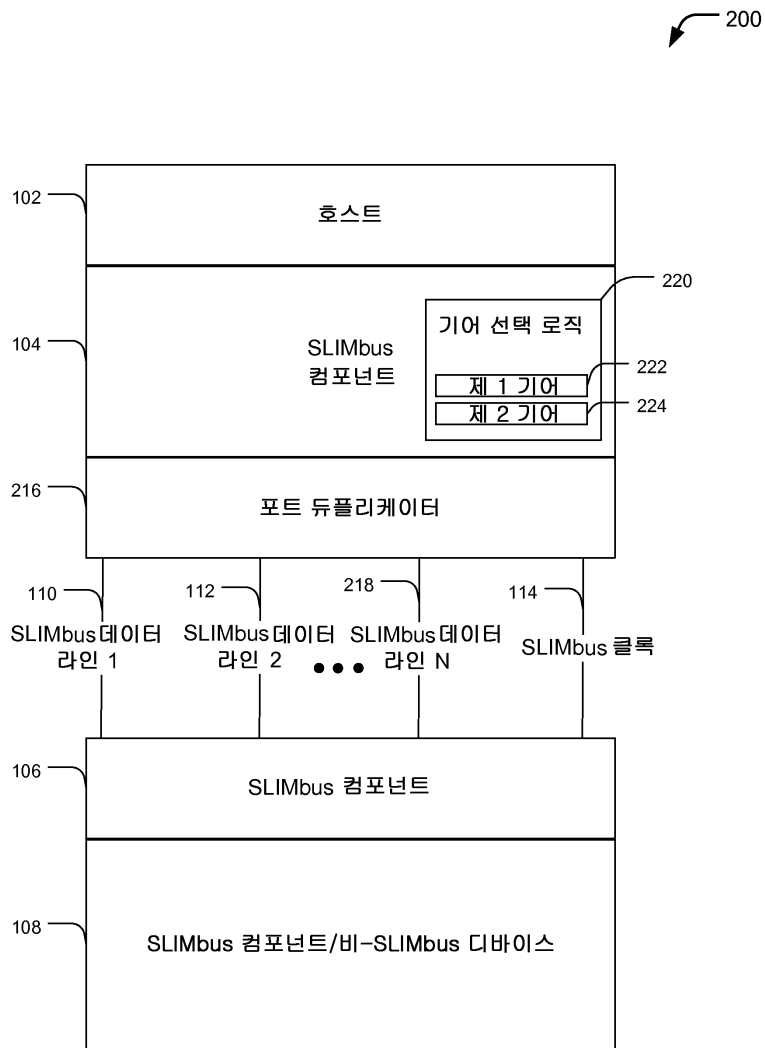 200
102
호스트
220
기어 선택 로직
104
SLIMbus
컴포넌트
222
제 1 기어
224
제 2 기어
216
포트 듀플리케이터
110
112
218
114
SLIMbus 데이터
라인 1
SLIMbus 데이터
라인 2
SLIMbus 데이터
라인 N
SLIMbus 클록
106
SLIMbus 컴포넌트
108
SLIMbus 컴포넌트/비-SLIMbus 디바이스